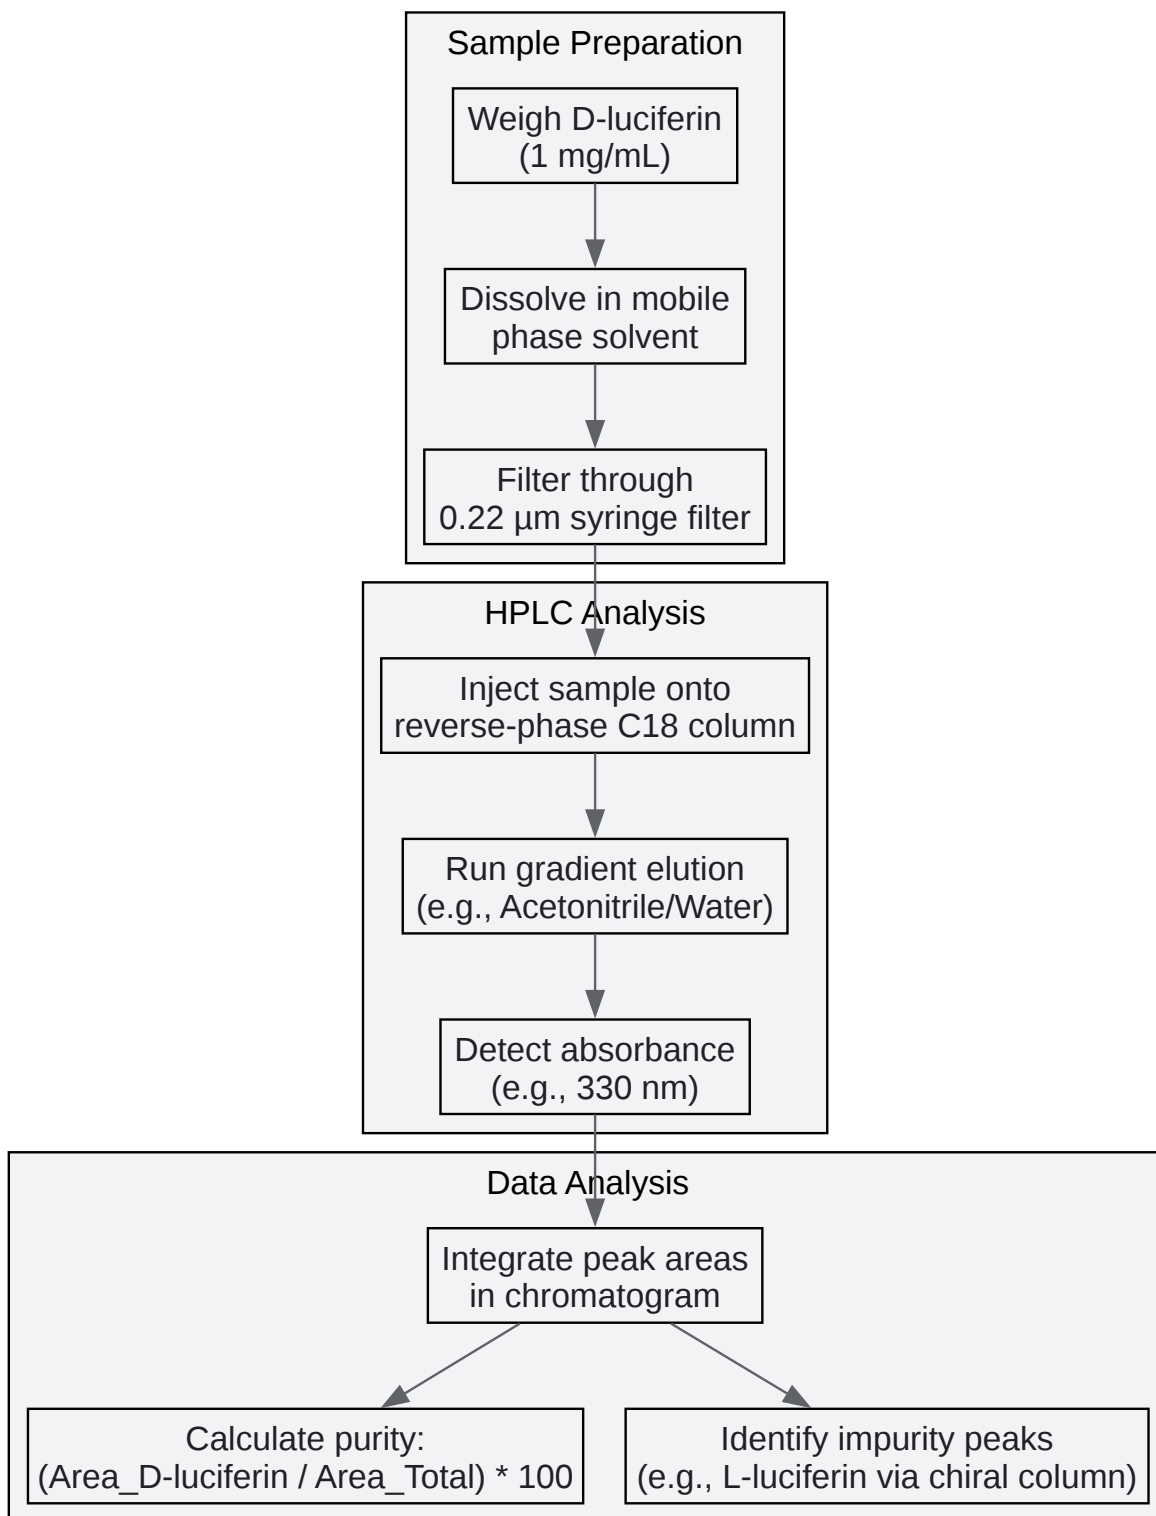 Sample Preparation
Weigh D-luciferin
(1 mg/mL)
Dissolve in mobile
phase solvent
Filter through
0.22 µm syringe filter
HPLC Analysis
Inject sample onto
reverse-phase C18 column
Run gradient elution
(e.g., Acetonitrile/Water)
Detect absorbance
(e.g., 330 nm)
Data Analysis
Integrate peak areas
in chromatogram
Calculate purity:
(Area_D-luciferin / Area_Total) * 100
Identify impurity peaks
(e.g., L-luciferin via chiral column)